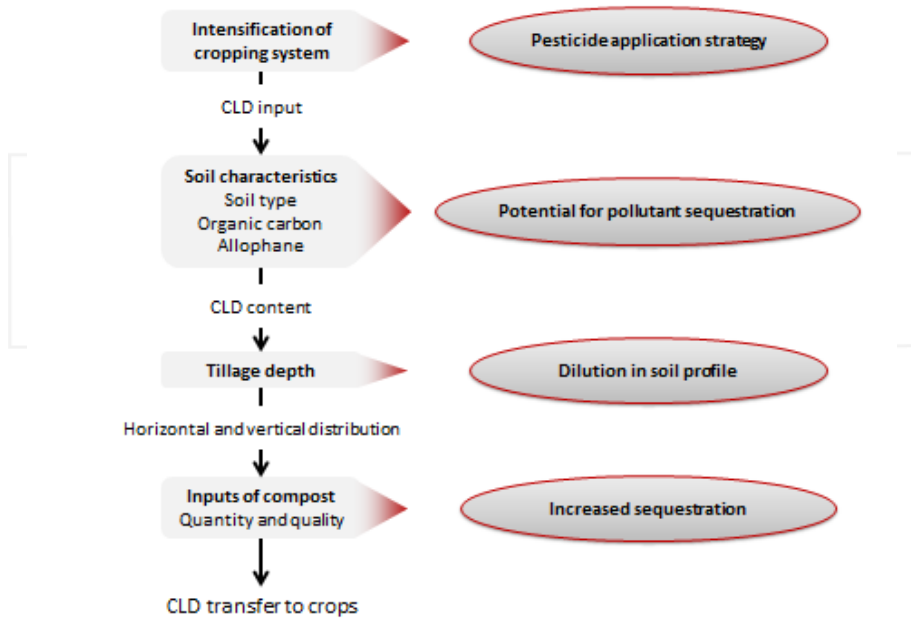 Intensification of
cropping system
Pesticide application strategy
CLD input
Soil characteristics
Soil type
Organic carbon
Allophane
Potential for pollutant sequestration
CLD content
Tillage depth
Dilution in soil profile
Horizontal and vertical distribution
Inputs of compost
Quantity and quality
Increased sequestration
CLD transfer to crops